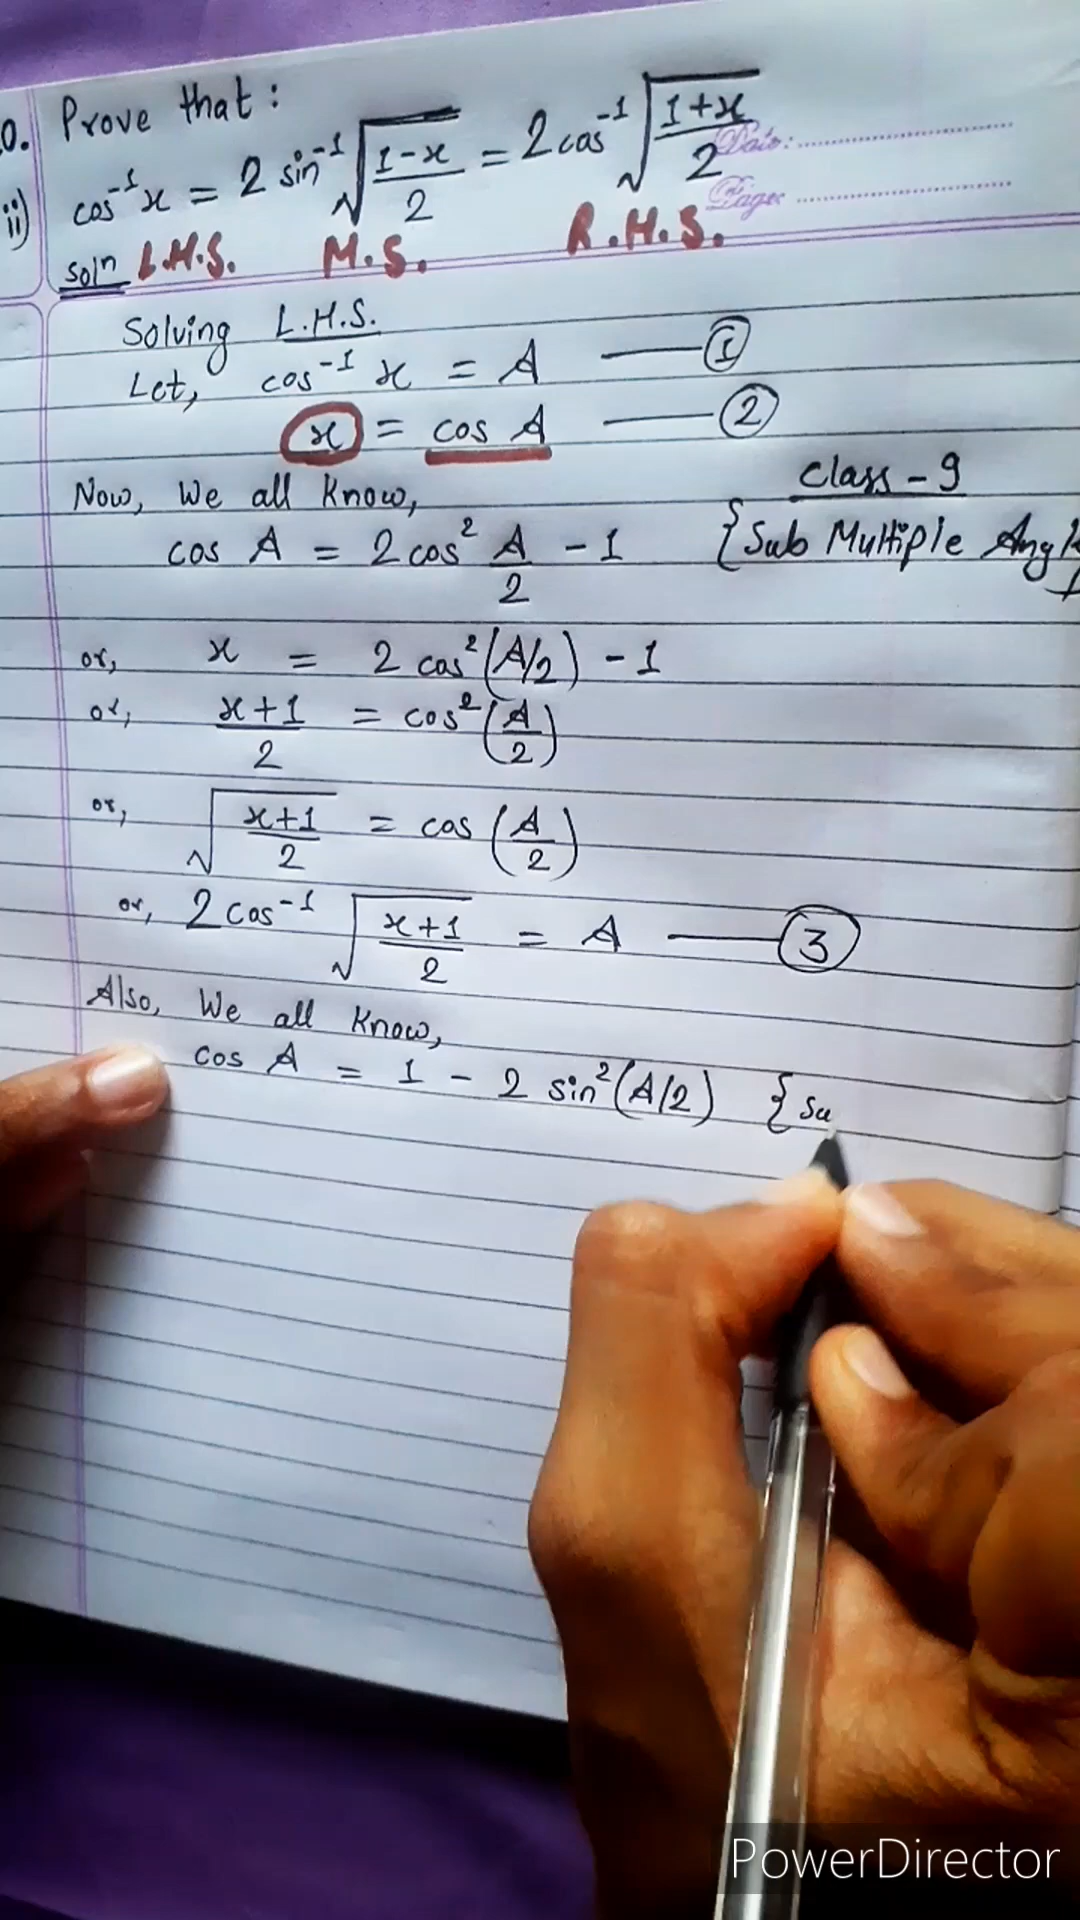 0. Prove that :
ii) cos⁻¹x = 2 sin⁻¹ √((1-x)/2) = 2 cos⁻¹ √((1+x)/2)
Date:
Page:
Solⁿ L.H.S. M.S. R.H.S.
Solving L.H.S.
Let, cos⁻¹ x = A —— ①
x = cos A —— ②
Now, We all Know,
Class - 9
cos A = 2 cos² A/2 - 1 {Sub Multiple
or, x = 2 cos² (A/2) - 1
or, (x+1)/2 = cos² (A/2)
or, √((x+1)/2) = cos (A/2)
or, 2 cos⁻¹ √((x+1)/2) = A —— ③
Also, We all Know,
cos A = 1 - 2 sin² (A/2) {Su
PowerDirector